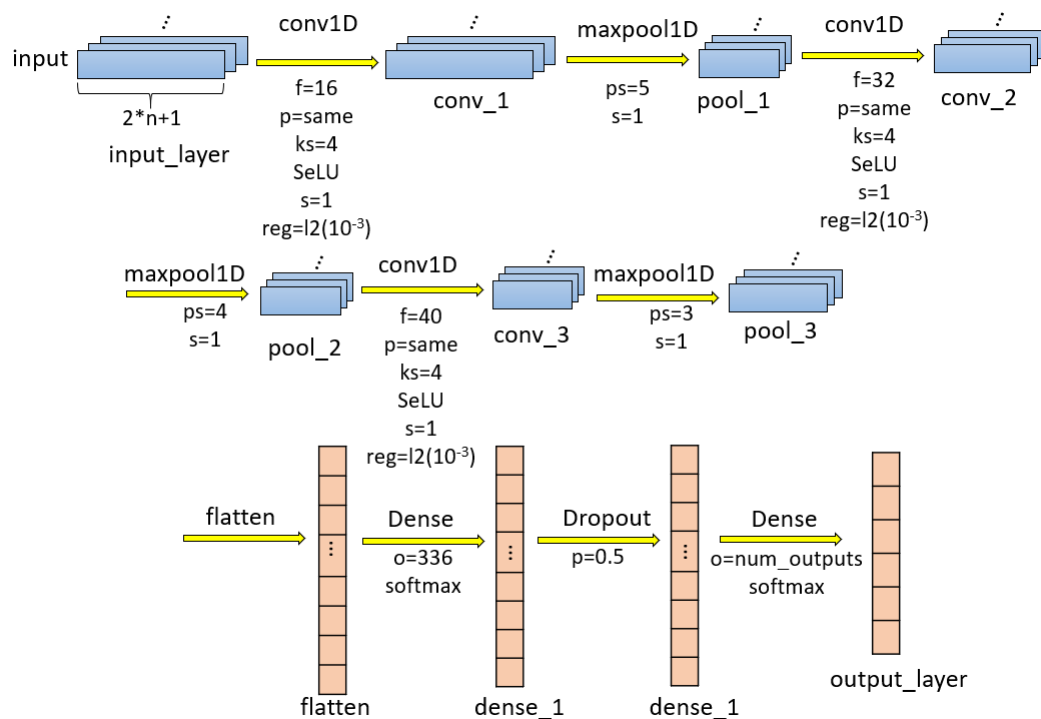 input
2*n+1
input_layer
conv1D
f=16
p=same
ks=4
SeLU
s=1
reg=l2(10⁻³)
conv_1
maxpool1D
ps=5
s=1
pool_1
conv1D
f=32
p=same
ks=4
SeLU
s=1
reg=l2(10⁻³)
conv_2
maxpool1D
ps=4
s=1
pool_2
conv1D
f=40
p=same
ks=4
SeLU
s=1
reg=l2(10⁻³)
conv_3
maxpool1D
ps=3
s=1
pool_3
flatten
flatten
Dense
o=336
softmax
dense_1
Dropout
p=0.5
dense_1
Dense
o=num_outputs
softmax
output_layer